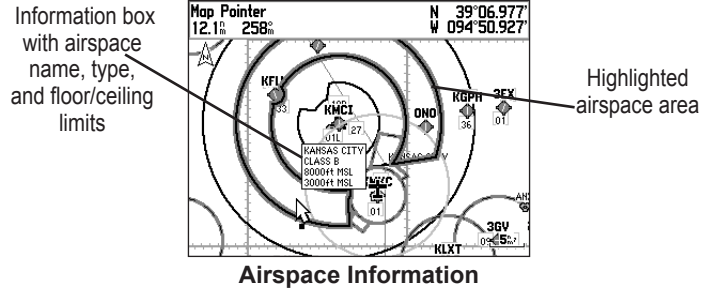 Information box
with airspace
name, type,
and floor/ceiling
limits
Map Pointer
12.1 258
N 39°06.977'
W 094°50.927'
KFLV
33
KMCI
01L 27
KANSAS CITY
CLASS B
8000ft MSL
3000ft MSL
ONO
KGPH
36
3EX
01
01
3GV
KLXT
Highlighted
airspace area
Airspace Information